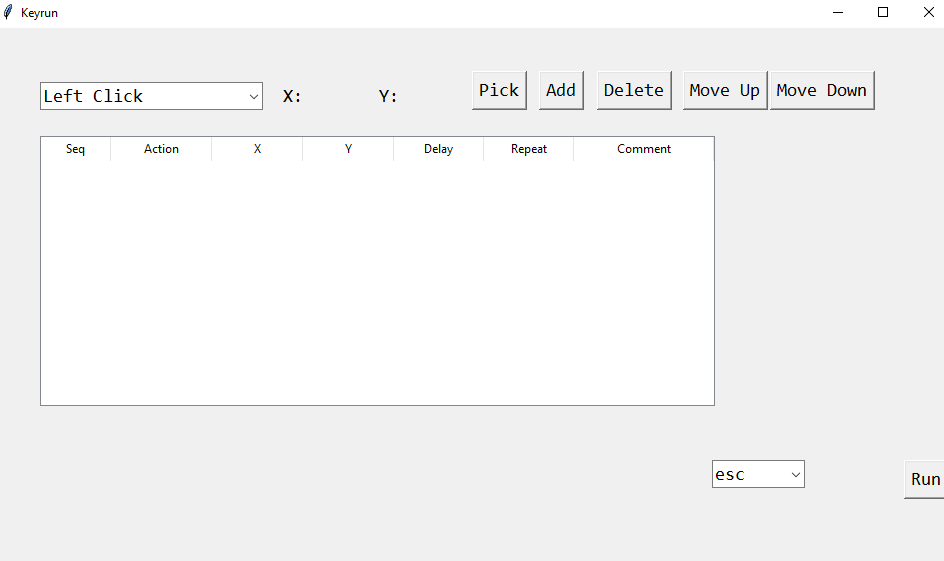 Keyrun
Left Click X: Y: Pick Add Delete Move Up Move Down
Seq Action X Y Delay Repeat Comment
esc Run